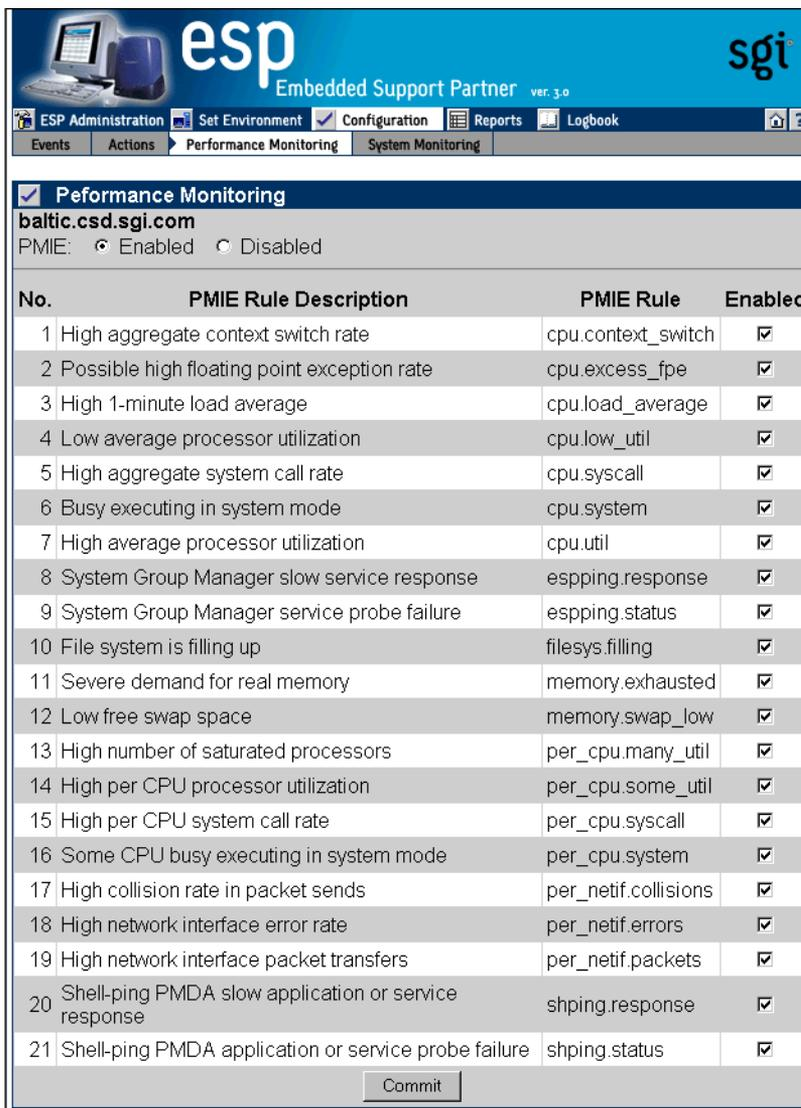 esp
sgi
Embedded Support Partner ver. 3.0
ESP Administration Set Environment Configuration Reports Logbook ?
Events Actions Performance Monitoring System Monitoring
Peformance Monitoring
baltic.csd.sgi.com
PMIE: Enabled Disabled
No. PMIE Rule Description PMIE Rule Enabled
1 High aggregate context switch rate cpu.context_switch
2 Possible high floating point exception rate cpu.excess_fpe
3 High 1-minute load average cpu.load_average
4 Low average processor utilization cpu.low_util
5 High aggregate system call rate cpu.syscall
6 Busy executing in system mode cpu.system
7 High average processor utilization cpu.util
8 System Group Manager slow service response espping.response
9 System Group Manager service probe failure espping.status
10 File system is filling up filesys.filling
11 Severe demand for real memory memory.exhausted
12 Low free swap space memory.swap_low
13 High number of saturated processors per_cpu.many_util
14 High per CPU processor utilization per_cpu.some_util
15 High per CPU system call rate per_cpu.syscall
16 Some CPU busy executing in system mode per_cpu.system
17 High collision rate in packet sends per_netif.collisions
18 High network interface error rate per_netif.errors
19 High network interface packet transfers per_netif.packets
20 Shell-ping PMDA slow application or service
response shping.response
21 Shell-ping PMDA application or service probe failure shping.status
Commit